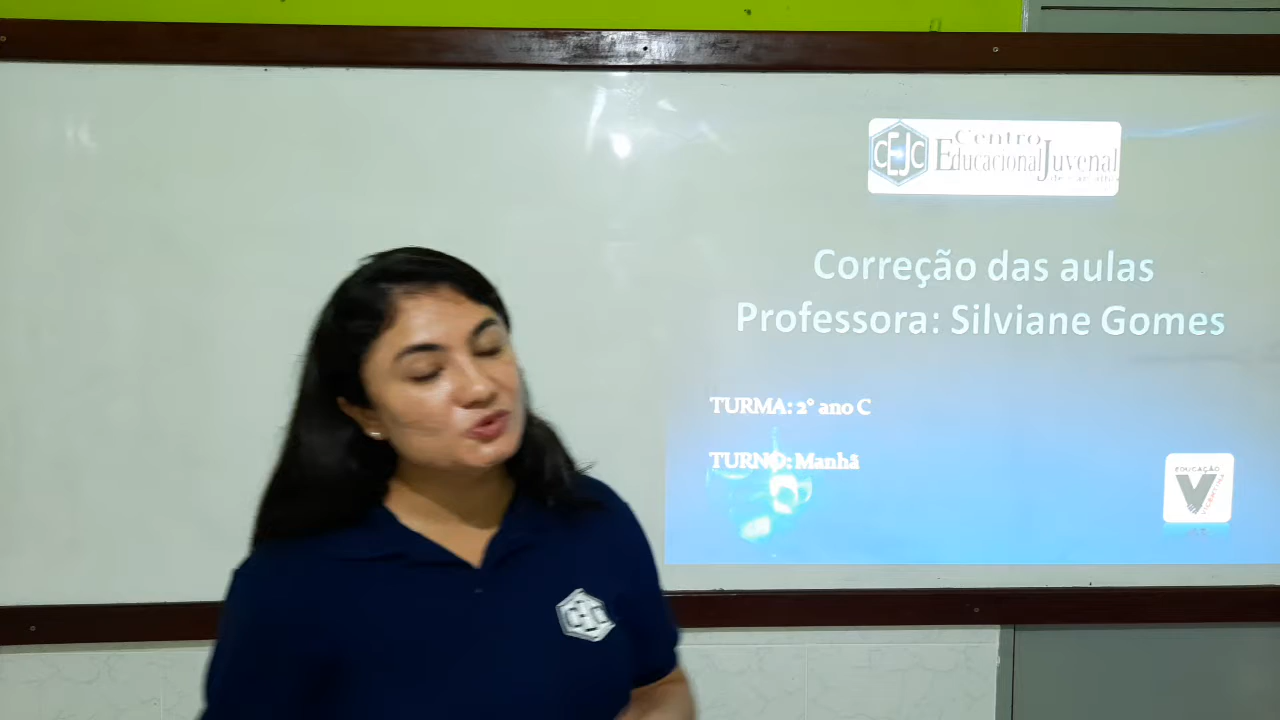 CEJC
Centro
Educacional Juvenal
Correção das aulas
Professora: Silviane Gomes
TURMA: 2° ano C
TURNO: Manhã
EDUCAÇÃO
V